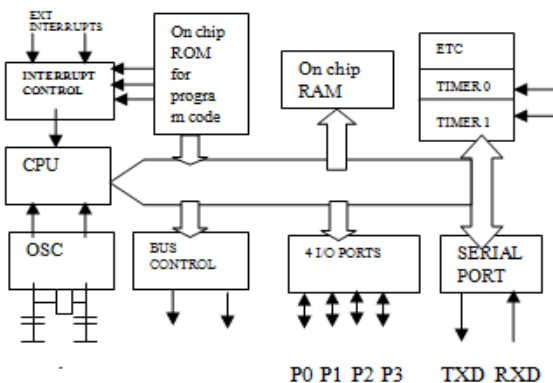 EXT
INTERRUPTS
INTERRUPT
CONTROL
On chip
ROM
for
progra
m code
On chip
RAM
ETC
TIMER 0
TIMER 1
CPU
OSC
BUS
CONTROL
4 I/O PORTS
SERIAL
PORT
P0 P1 P2 P3
TXD RXD